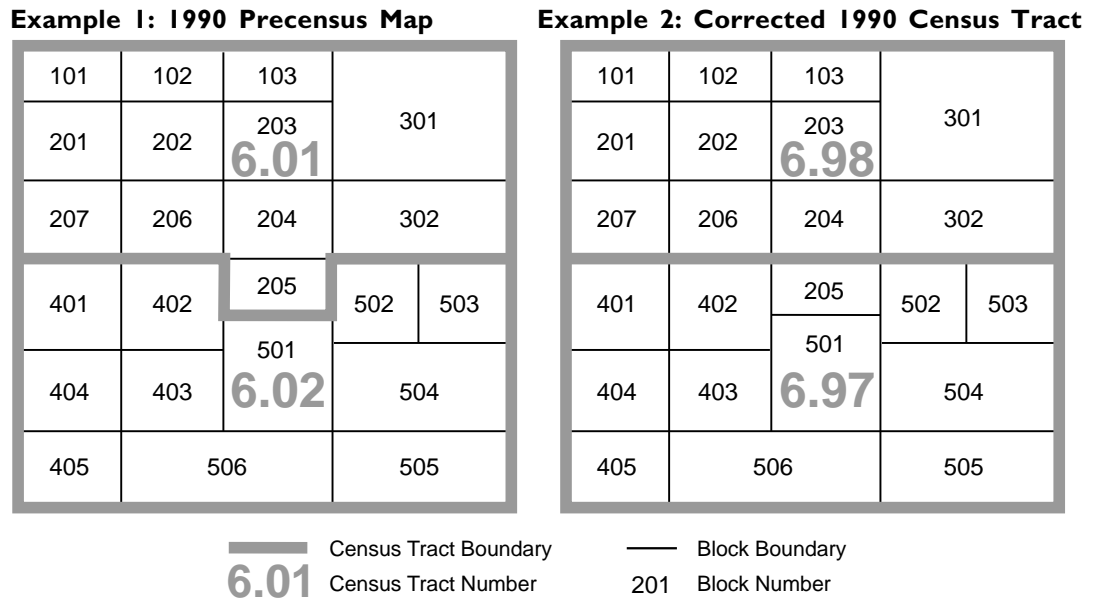 Example 1: 1990 Precensus Map
101 102 103
301
201 202 203
6.01
207 206 204 302
205
401 402 502 503
501
404 403 6.02 504
405 506 505
Example 2: Corrected 1990 Census Tract
101 102 103
301
201 202 203
6.98
207 206 204 302
401 402 205 502 503
501
404 403 6.97 504
405 506 505
Census Tract Boundary
6.01 Census Tract Number
Block Boundary
201 Block Number